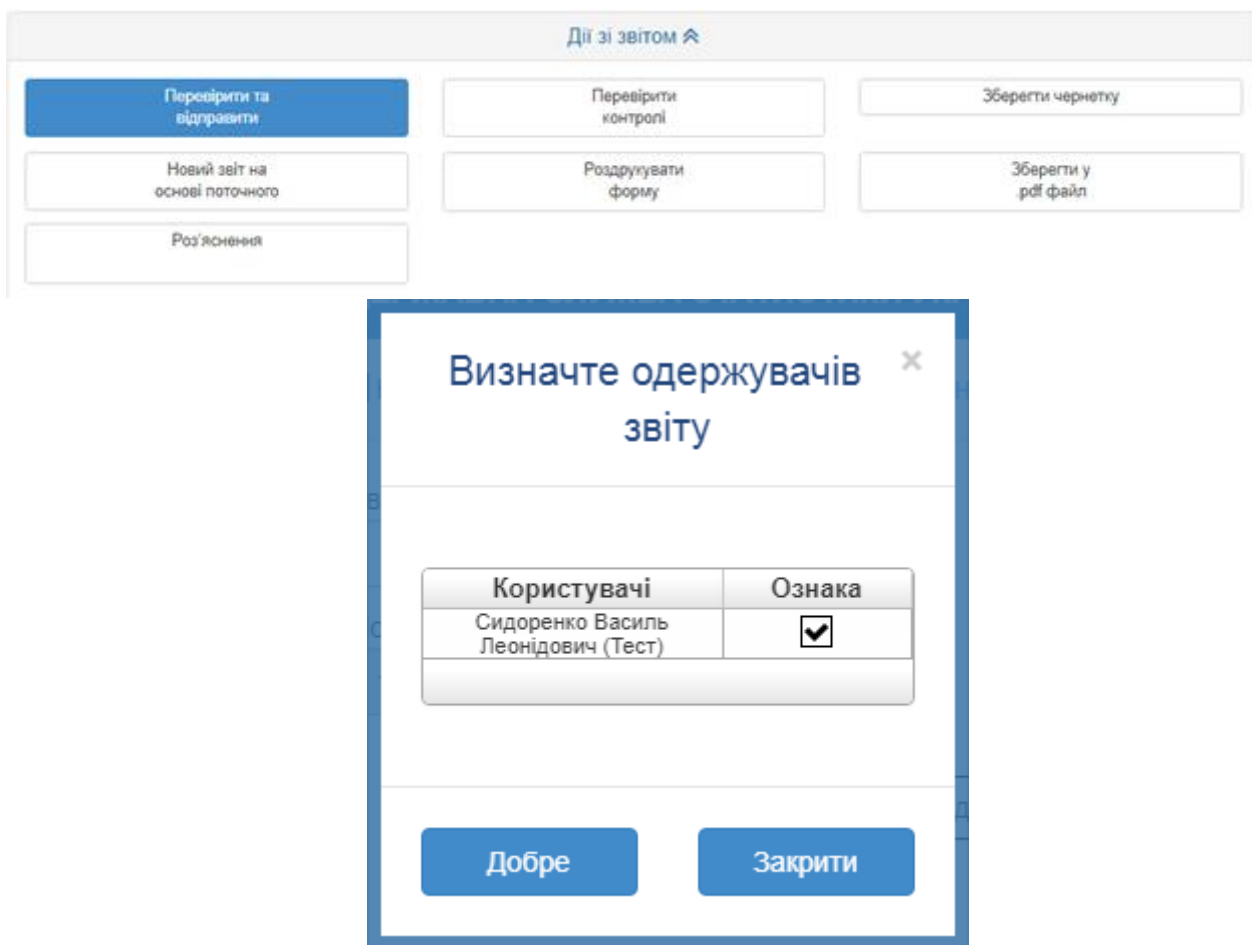 Дії зі звітом
Перевірити та
відправити
Перевірити
контролі
Зберегти чернетку
Новий звіт на
основі поточного
Роздрукувати
форму
Зберегти у
.pdf файл
Роз'яснення
Визначте одержувачів
звіту
Користувачі
Ознака
Сидоренко Василь
Леонідович (Тест)
Добре
Закрити